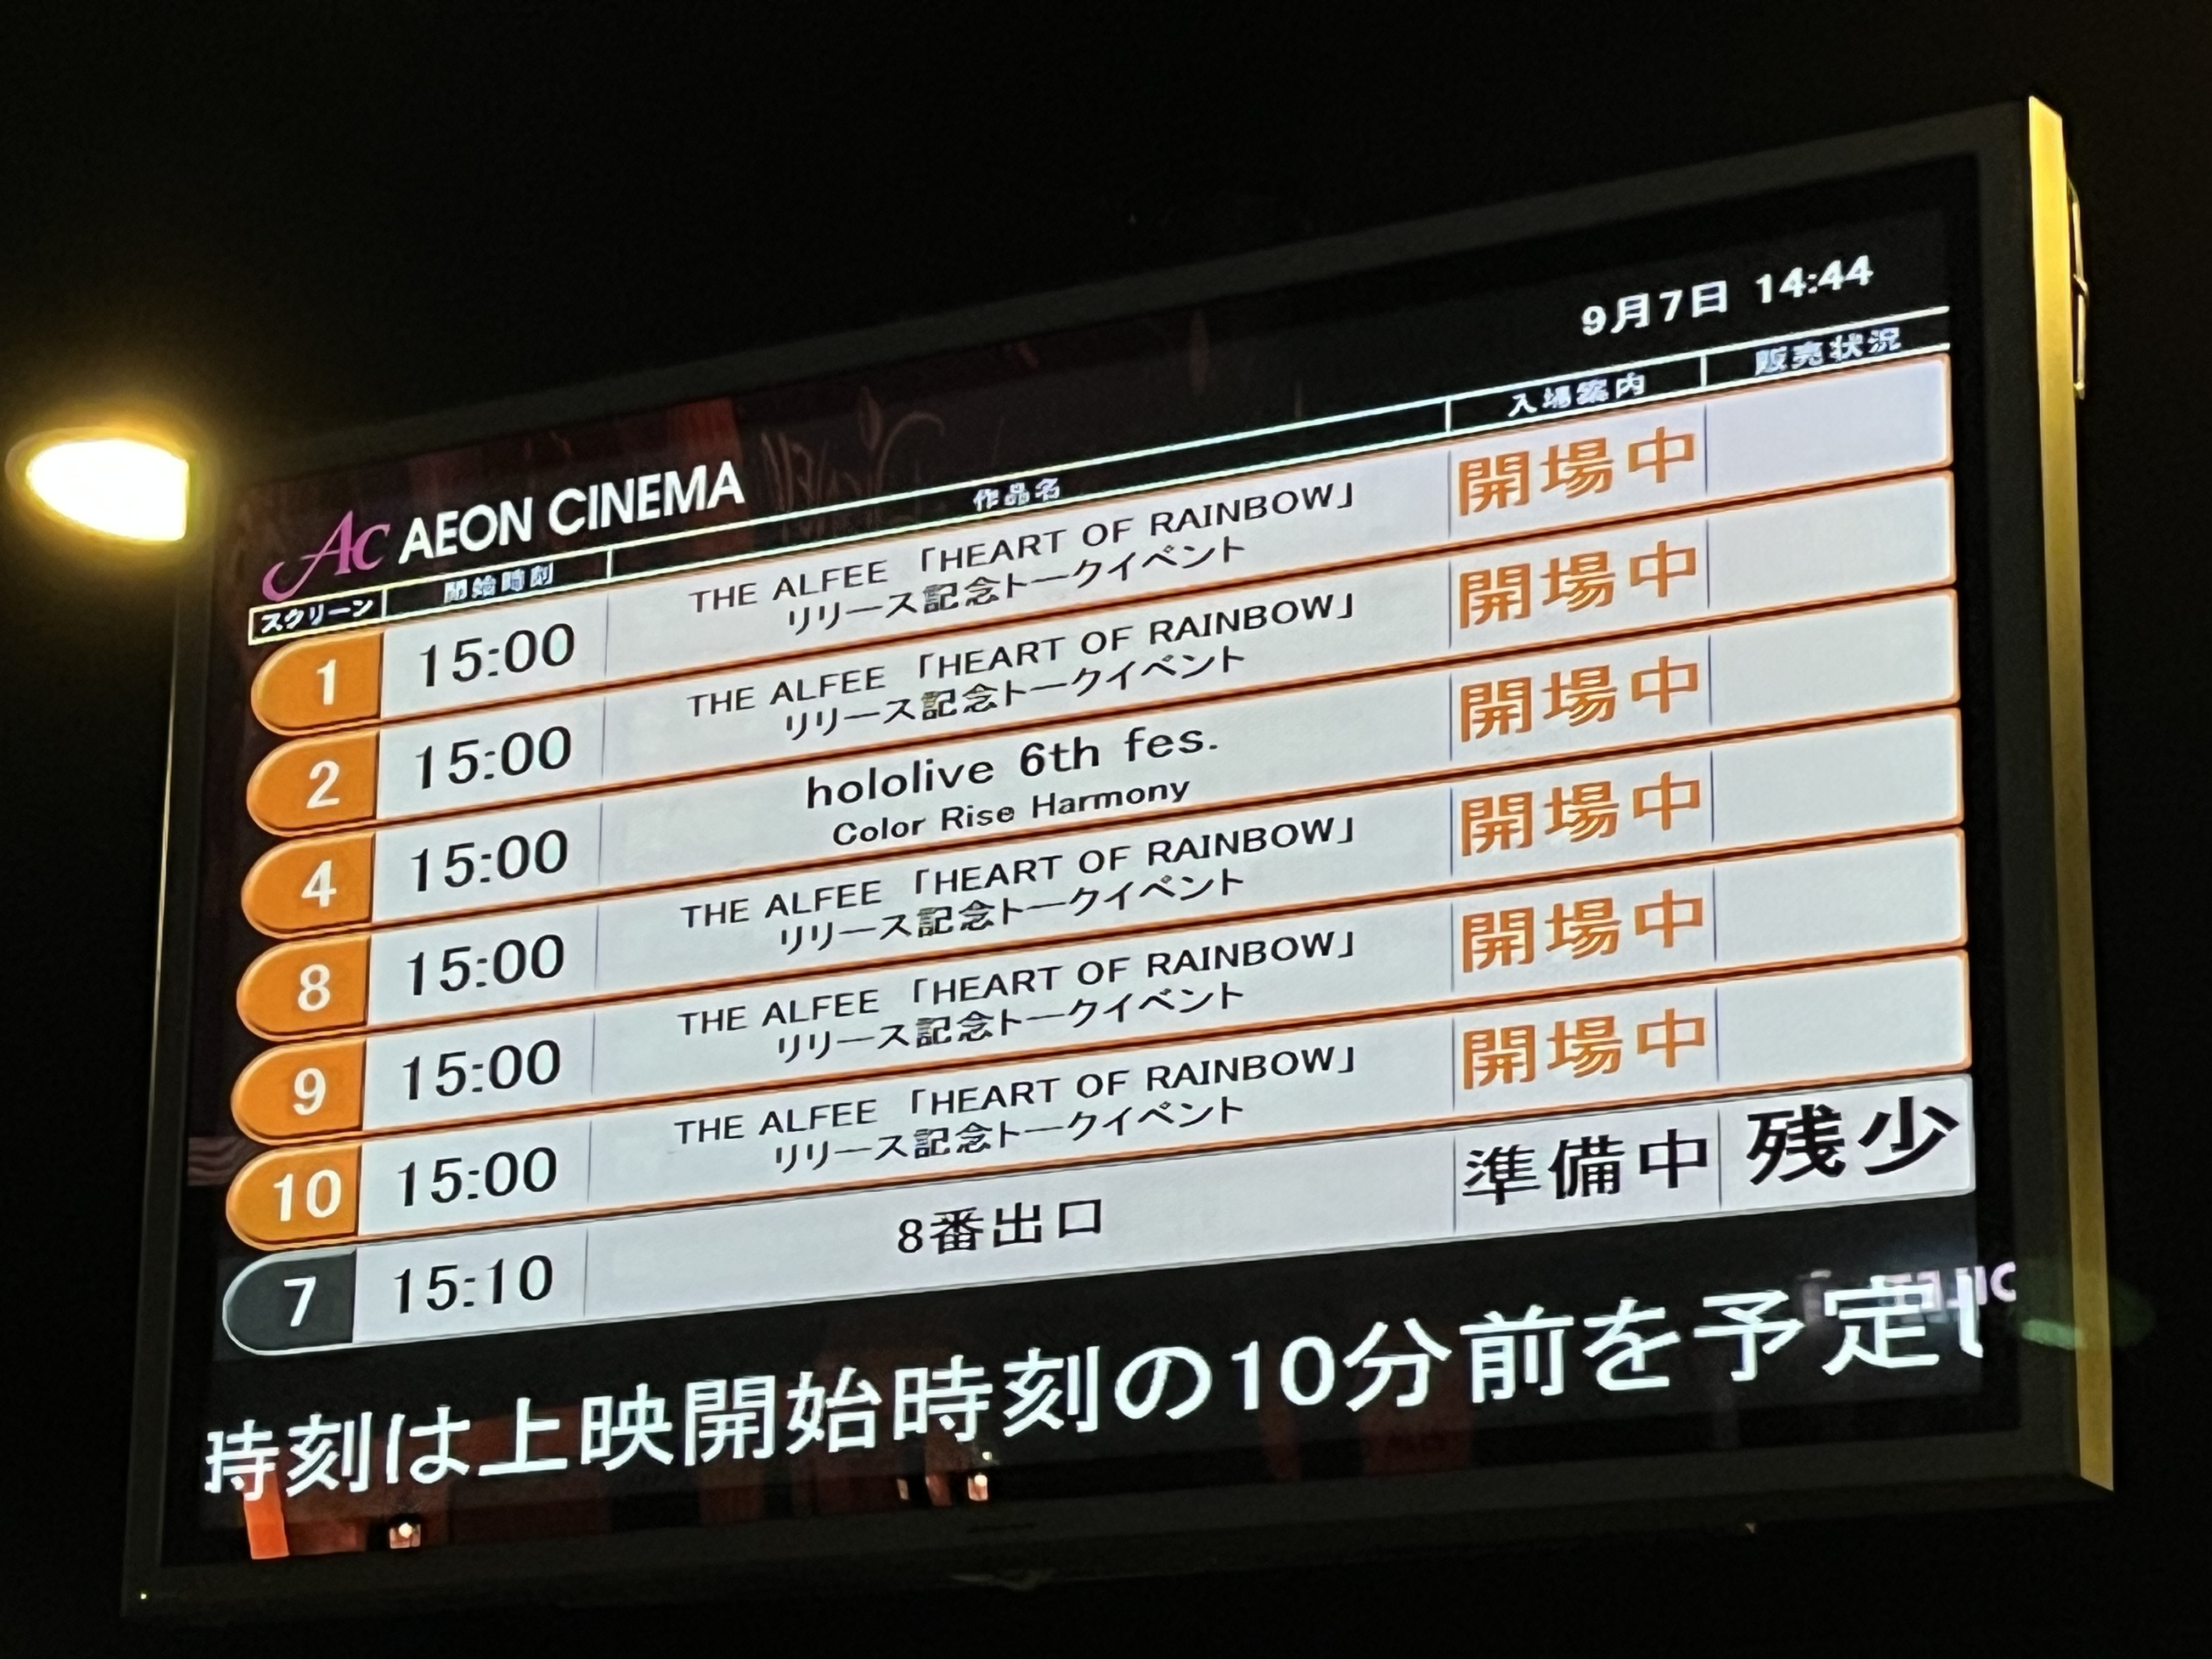 9月7日 14:44
AC AEON CINEMA
スクリーン 開始時刻 作品名 入場案内 販売状況
1 15:00 THE ALFEE 「HEART OF RAINBOW」 開場中
リリース記念トークイベント
2 15:00 THE ALFEE 「HEART OF RAINBOW」 開場中
リリース記念トークイベント
4 15:00 hololive 6th fes. 開場中
Color Rise Harmony
8 15:00 THE ALFEE 「HEART OF RAINBOW」 開場中
リリース記念トークイベント
9 15:00 THE ALFEE 「HEART OF RAINBOW」 開場中
リリース記念トークイベント
10 15:00 THE ALFEE 「HEART OF RAINBOW」 開場中
リリース記念トークイベント
7 15:10 8番出口 準備中 残少
時刻は上映開始時刻の10分前を予定し